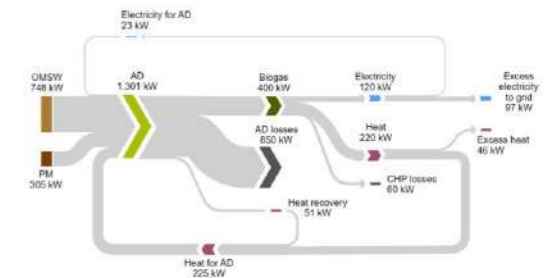 Electricity for AD
23 kW
OMSW
748 kW
AD
1.301 kW
Biogas
400 kW
Electricity
120 kW
Excess
electricity
to grid
97 kW
AD losses
850 kW
Heat
220 kW
Excess heat
46 kW
PM
305 kW
CHP losses
60 kW
Heat recovery
51 kW
Heat for AD
225 kW